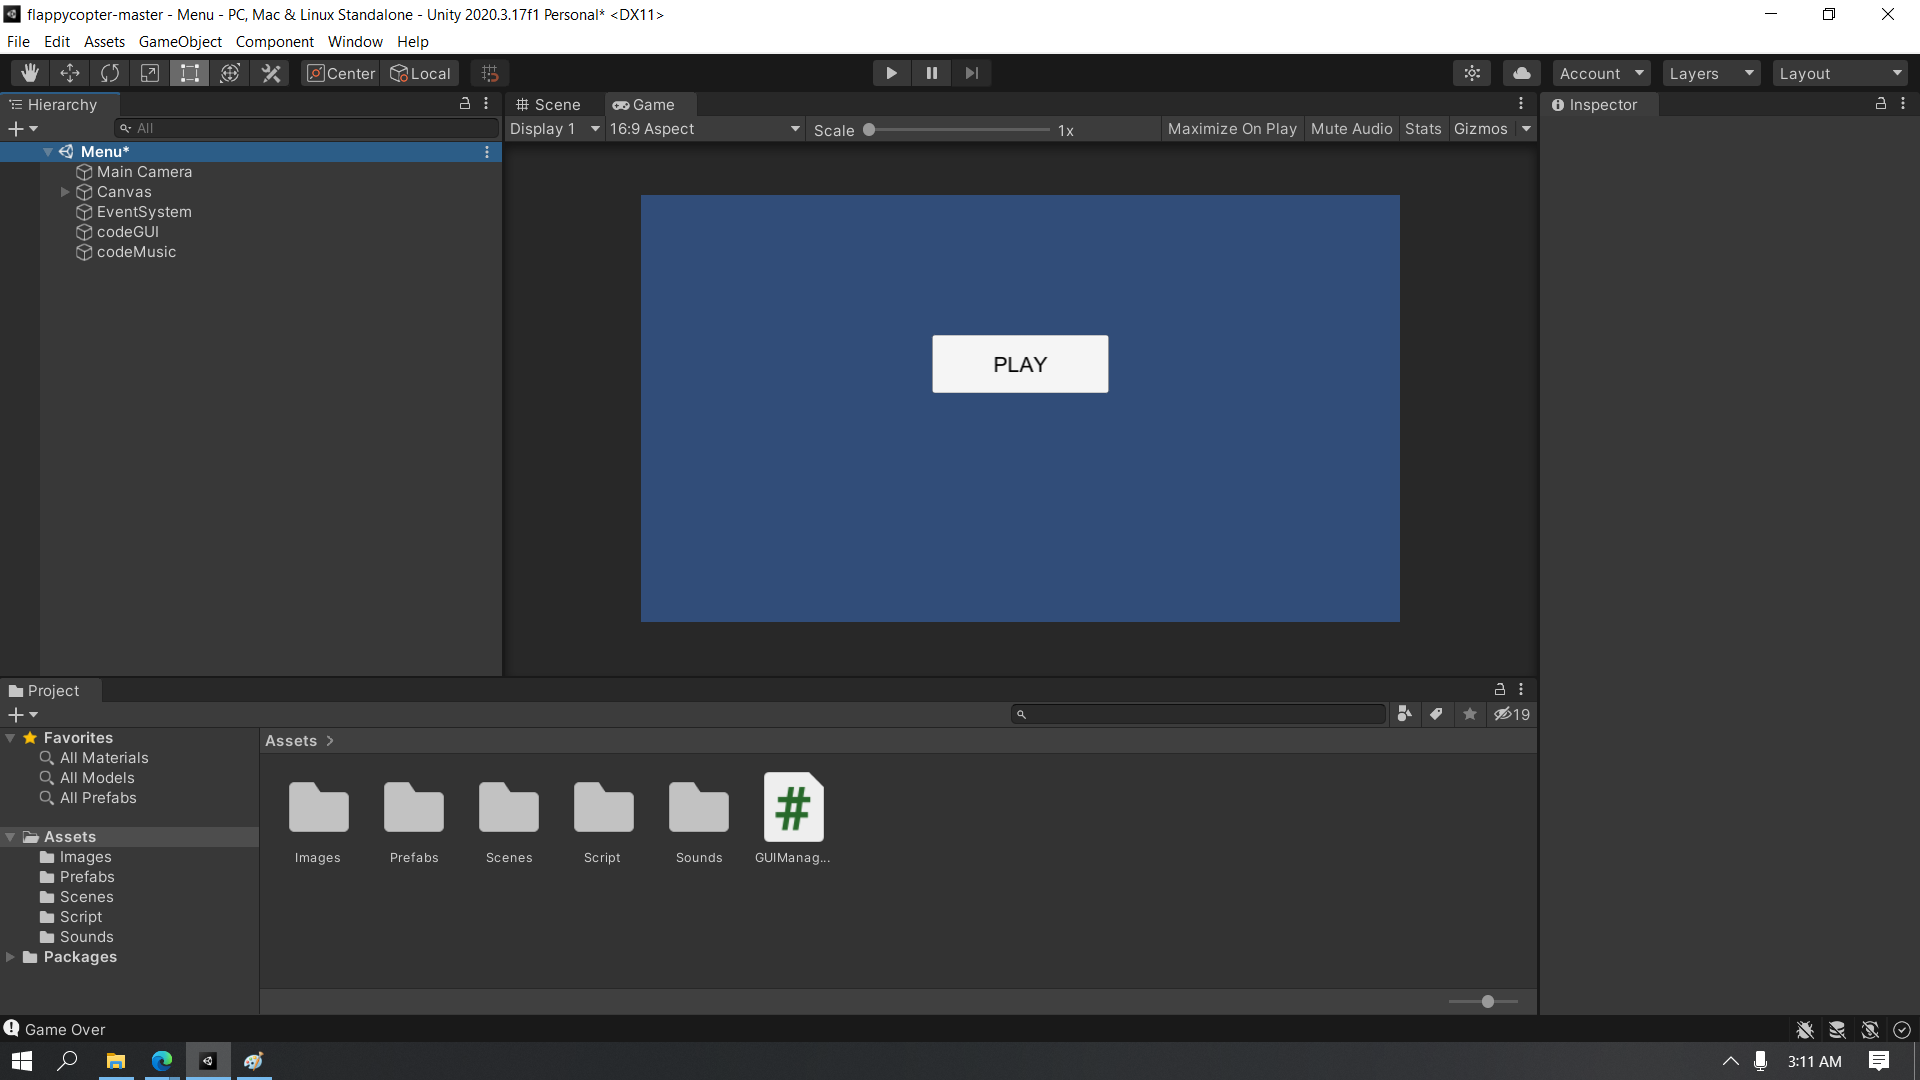 flappycopter-master - Menu - PC, Mac & Linux Standalone - Unity 2020.3.17f1 Personal* <DX11>
File Edit Assets GameObject Component Window Help
Center Local Account Layers Layout
Hierarchy
All
Menu*
Main Camera
Canvas
EventSystem
codeGUI
codeMusic
Scene Game
Display 1 16:9 Aspect Scale 1x Maximize On Play Mute Audio Stats Gizmos
PLAY
Inspector
Project
19
Favorites
All Materials
All Models
All Prefabs
Assets
Images
Prefabs
Scenes
Script
Sounds
Packages
Assets >
Images Prefabs Scenes Script Sounds GUIManag...
Game Over
3:11 AM